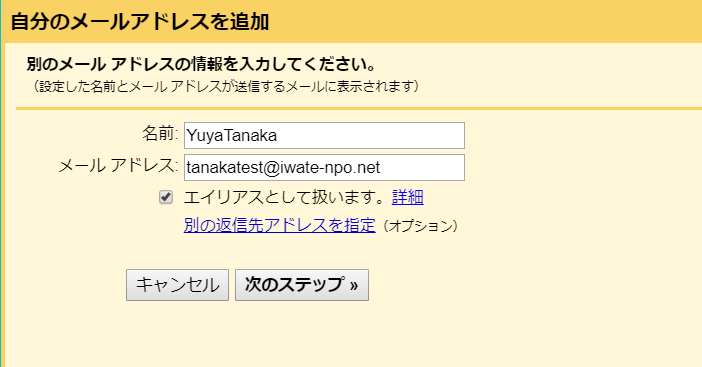 自分のメールアドレスを追加
別のメール アドレスの情報を入力してください。
（設定した名前とメール アドレスが送信するメールに表示されます）
名前: YuyaTanaka
メール アドレス: tanakatest@iwate-npo.net
エイリアスとして扱います。詳細
別の返信先アドレスを指定（オプション）
キャンセル 次のステップ »